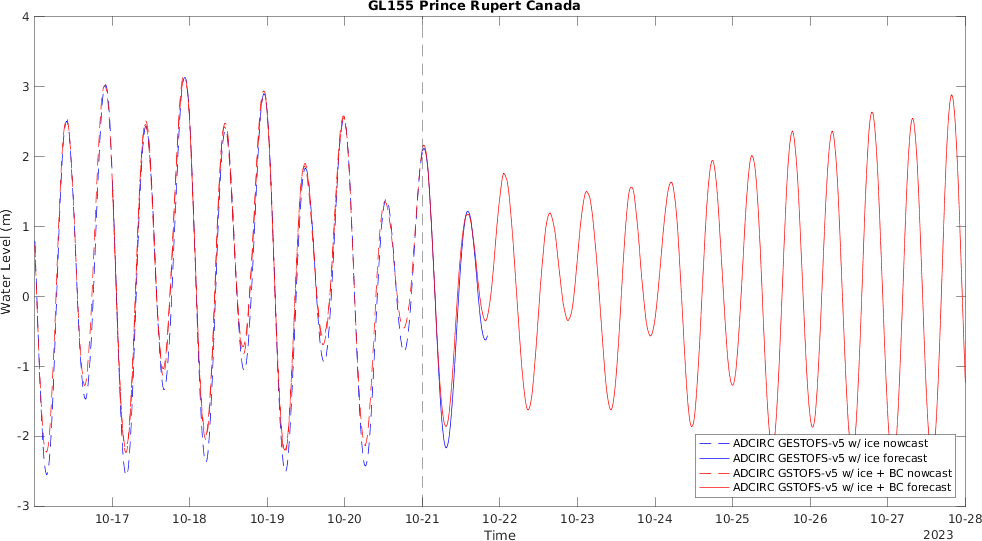 GL155 Prince Rupert Canada
4
3
2
1
0
-1
-2
-3
Water Level (m)
ADCIRC GESTOFS-v5 w/ ice nowcast
ADCIRC GESTOFS-v5 w/ ice forecast
ADCIRC GSTOFS-v5 w/ ice + BC nowcast
ADCIRC GSTOFS-v5 w/ ice + BC forecast
10-17 10-18 10-19 10-20 10-21 10-22 10-23 10-24 10-25 10-26 10-27 10-28
Time 2023